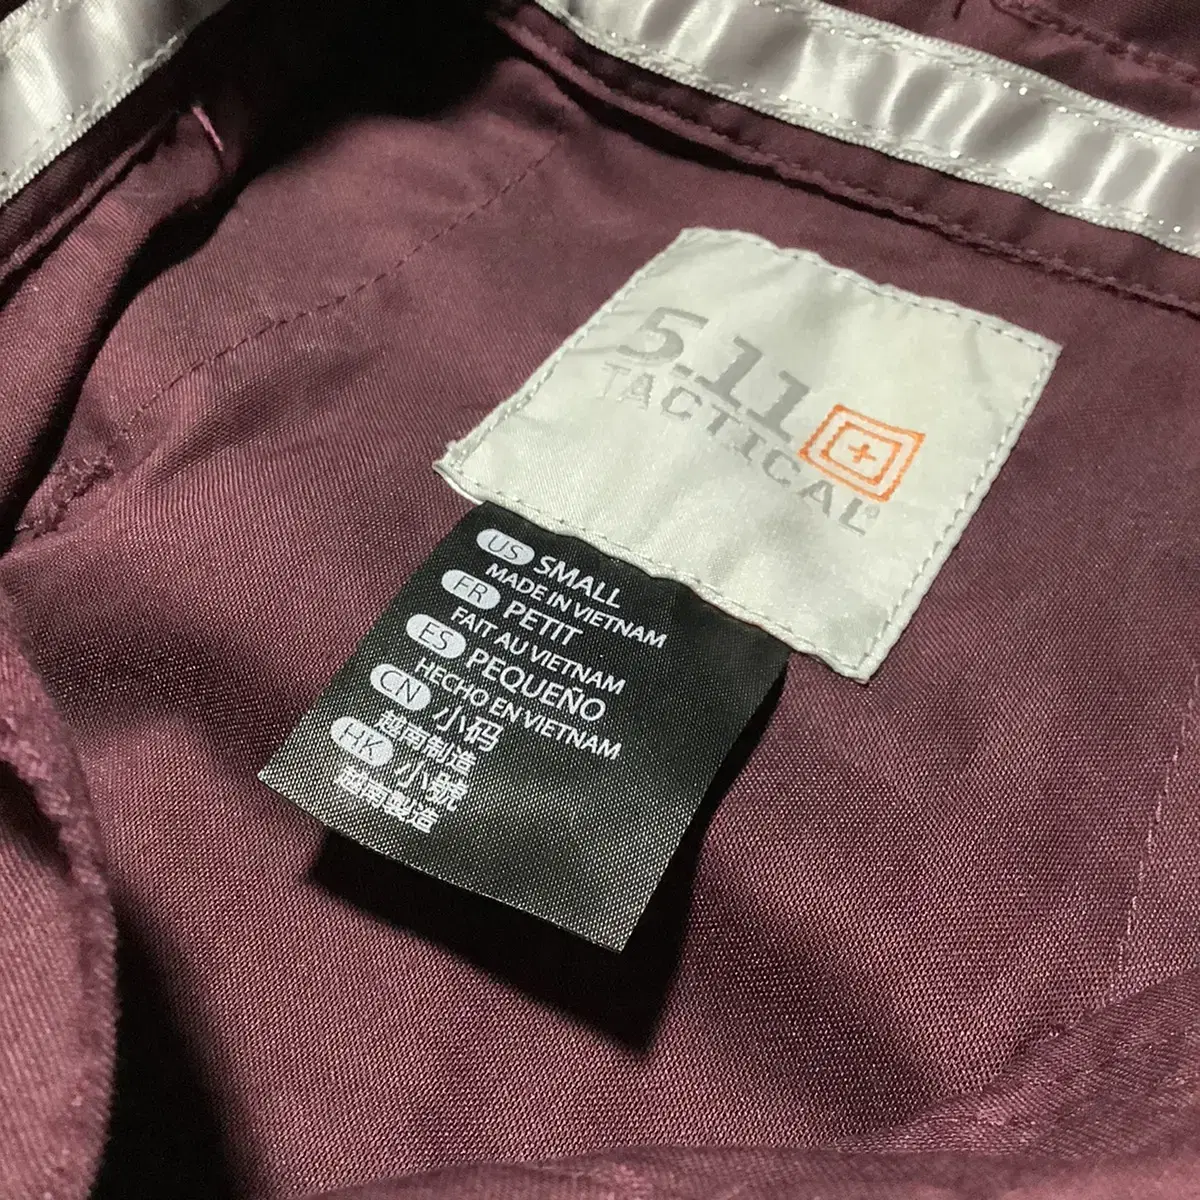 5.11
TACTICAL®
US SMALL
MADE IN VIETNAM
FR PETIT
FAIT AU VIETNAM
ES PEQUEÑO
HECHO EN VIETNAM
CN 小码
越南制造
HK 小號
越南製造